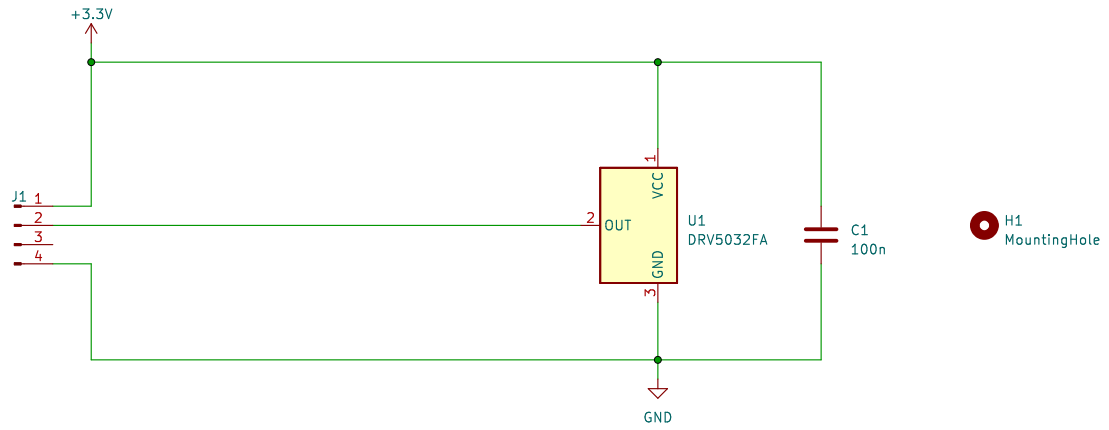 +3.3V
J1
1
2
3
4
1
VCC
2
OUT
GND
3
U1
DRV5032FA
C1
100n
H1
MountingHole
GND